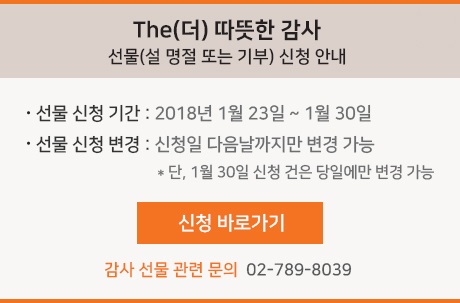 The(더) 따뜻한 감사
선물(설 명절 또는 기부) 신청 안내
· 선물 신청 기간 : 2018년 1월 23일 ~ 1월 30일
· 선물 신청 변경 : 신청일 다음날까지만 변경 가능
* 단, 1월 30일 신청 건은 당일에만 변경 가능
신청 바로가기
감사 선물 관련 문의 02-789-8039